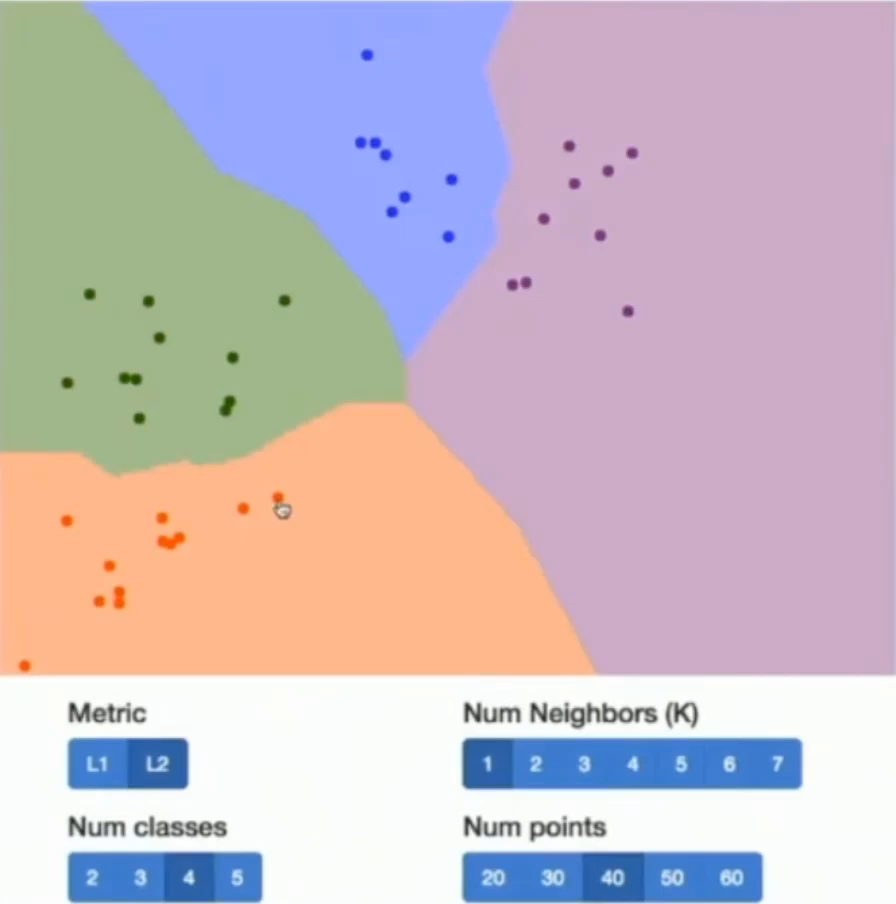 Metric
L1 L2
Num Neighbors (K)
1 2 3 4 5 6 7
Num classes
2 3 4 5
Num points
20 30 40 50 60